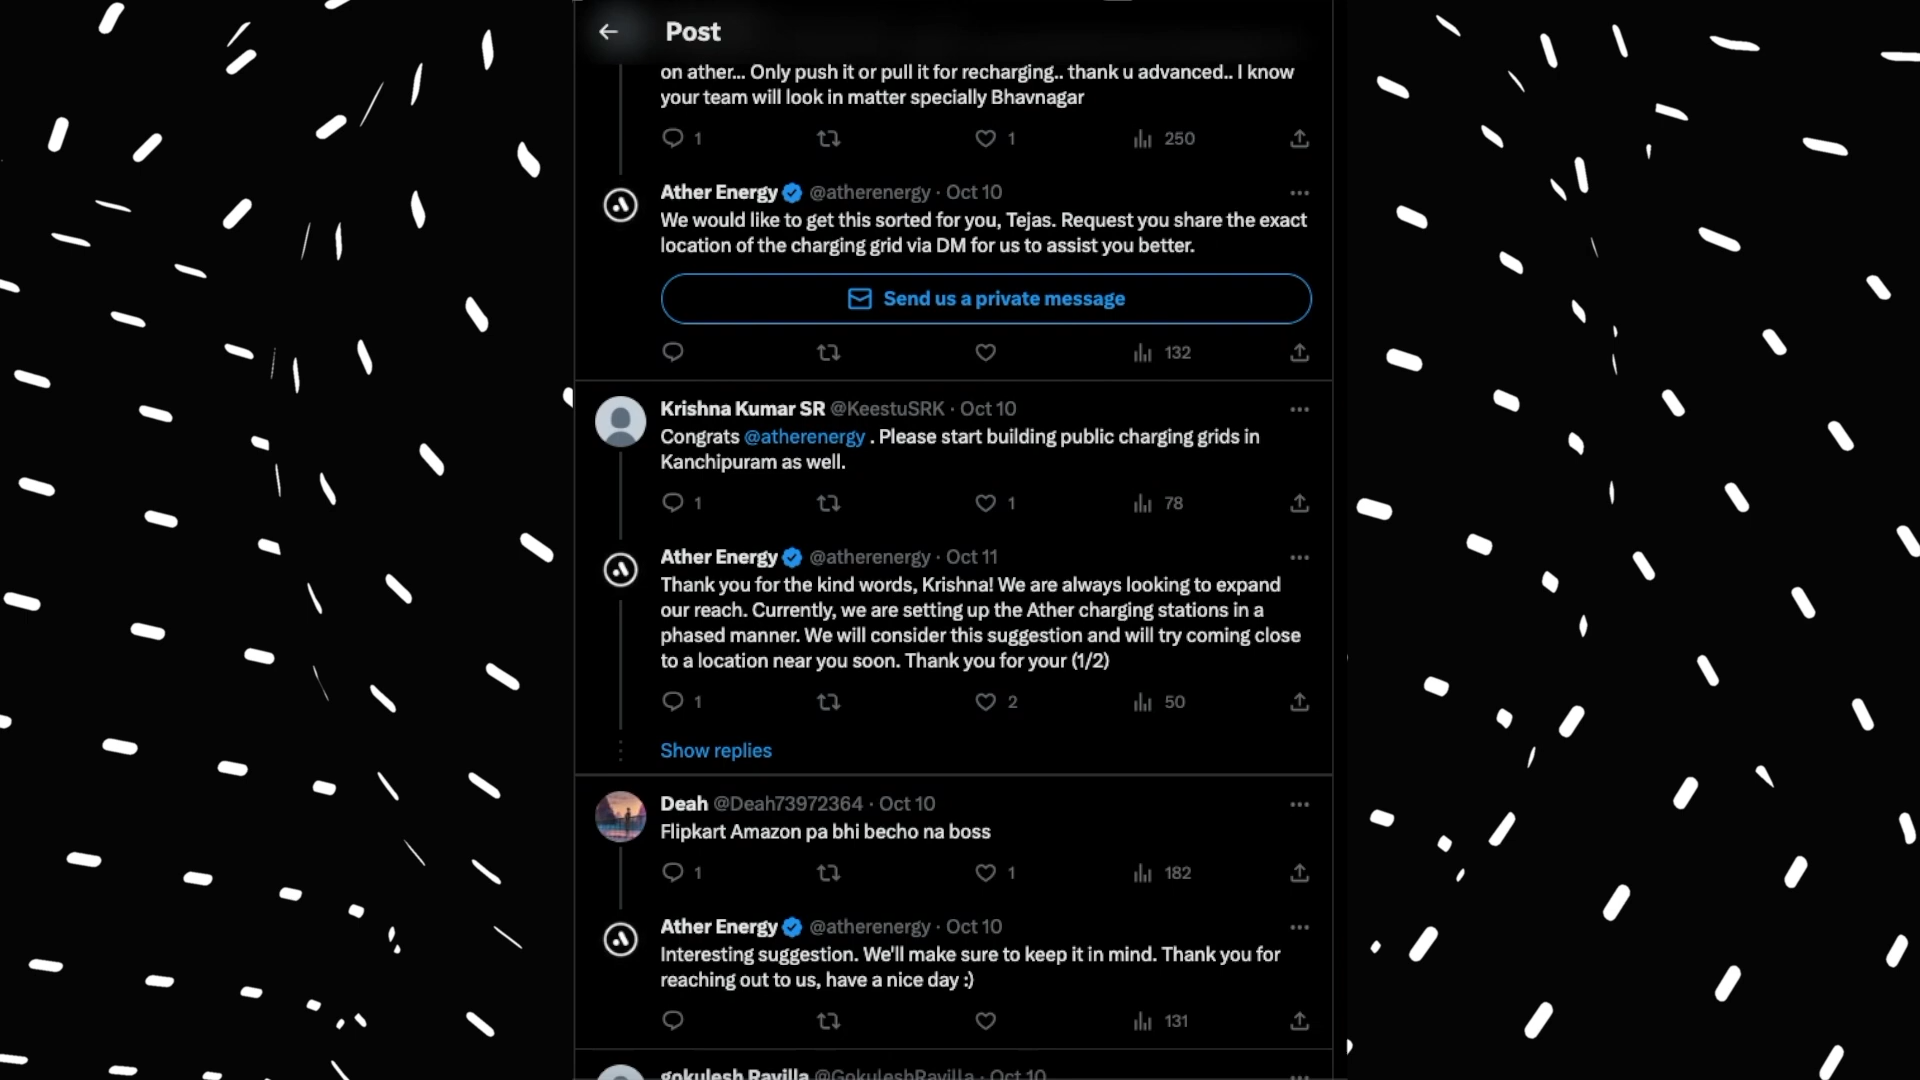 Post
on ather... Only push it or pull it for recharging.. thank u advanced.. I know
your team will look in matter specially Bhavnagar
1 1 250
Ather Energy @atherenergy · Oct 10
We would like to get this sorted for you, Tejas. Request you share the exact
location of the charging grid via DM for us to assist you better.
Send us a private message
132
Krishna Kumar SR @KeestuSRK · Oct 10
Congrats @atherenergy . Please start building public charging grids in
Kanchipuram as well.
1 1 78
Ather Energy @atherenergy · Oct 11
Thank you for the kind words, Krishna! We are always looking to expand
our reach. Currently, we are setting up the Ather charging stations in a
phased manner. We will consider this suggestion and will try coming close
to a location near you soon. Thank you for your (1/2)
1 2 50
Show replies
Deah @Deah73972364 · Oct 10
Flipkart Amazon pa bhi becho na boss
1 1 182
Ather Energy @atherenergy · Oct 10
Interesting suggestion. We'll make sure to keep it in mind. Thank you for
reaching out to us, have a nice day :)
131
gokulesh Ravilla @GokuleshRavilla · Oct 10